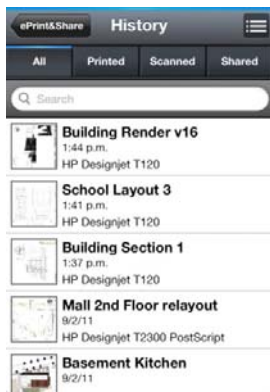 ePrint&Share
History
All Printed Scanned Shared
Search
Building Render v16
1:44 p.m.
HP Designjet T120
School Layout 3
1:41 p.m.
HP Designjet T120
Building Section 1
1:37 p.m.
HP Designjet T120
Mall 2nd Floor relayout
9/2/11
HP Designjet T2300 PostScript
Basement Kitchen
9/2/11